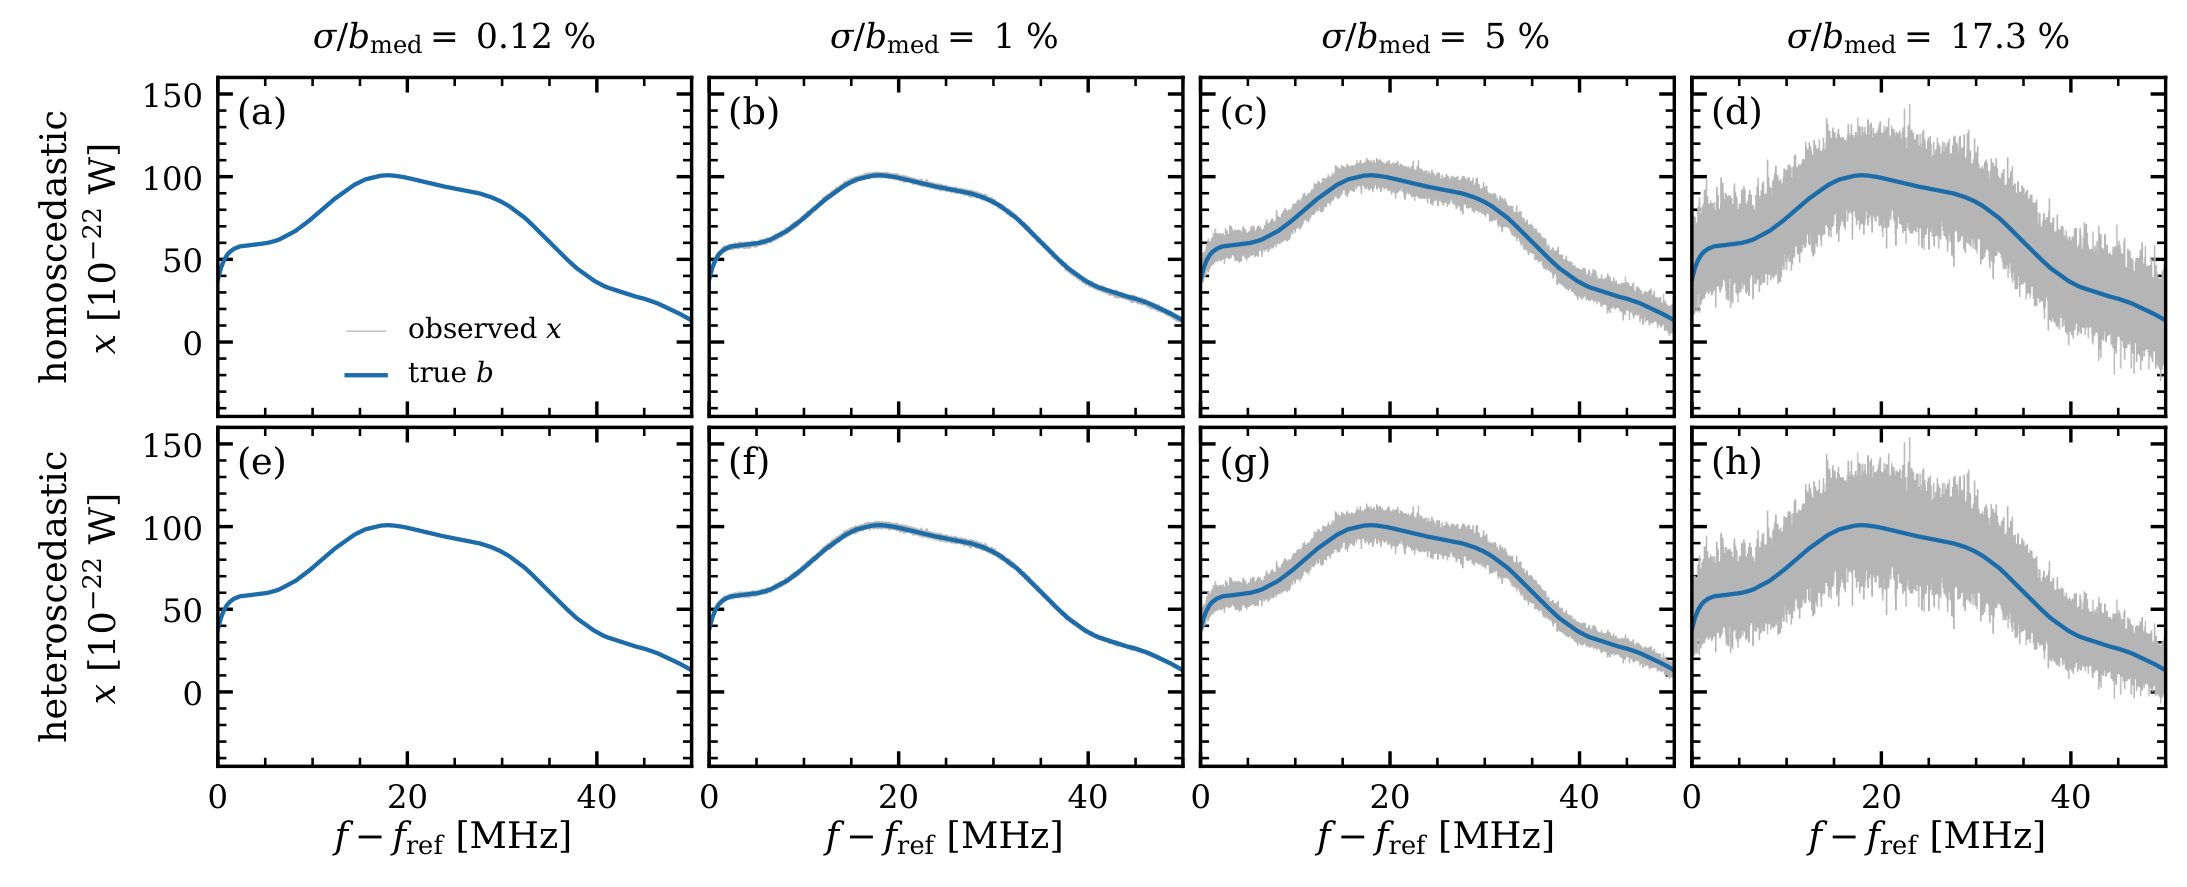 σ/b_med = 0.12 %
σ/b_med = 1 %
σ/b_med = 5 %
σ/b_med = 17.3 %
homoscedastic
x [10⁻²² W]
150
100
50
0
(a)
observed x
true b
(b)
(c)
(d)
heteroscedastic
x [10⁻²² W]
150
100
50
0
(e)
(f)
(g)
(h)
0 20 40
0 20 40
0 20 40
0 20 40
f − f_ref [MHz]
f − f_ref [MHz]
f − f_ref [MHz]
f − f_ref [MHz]